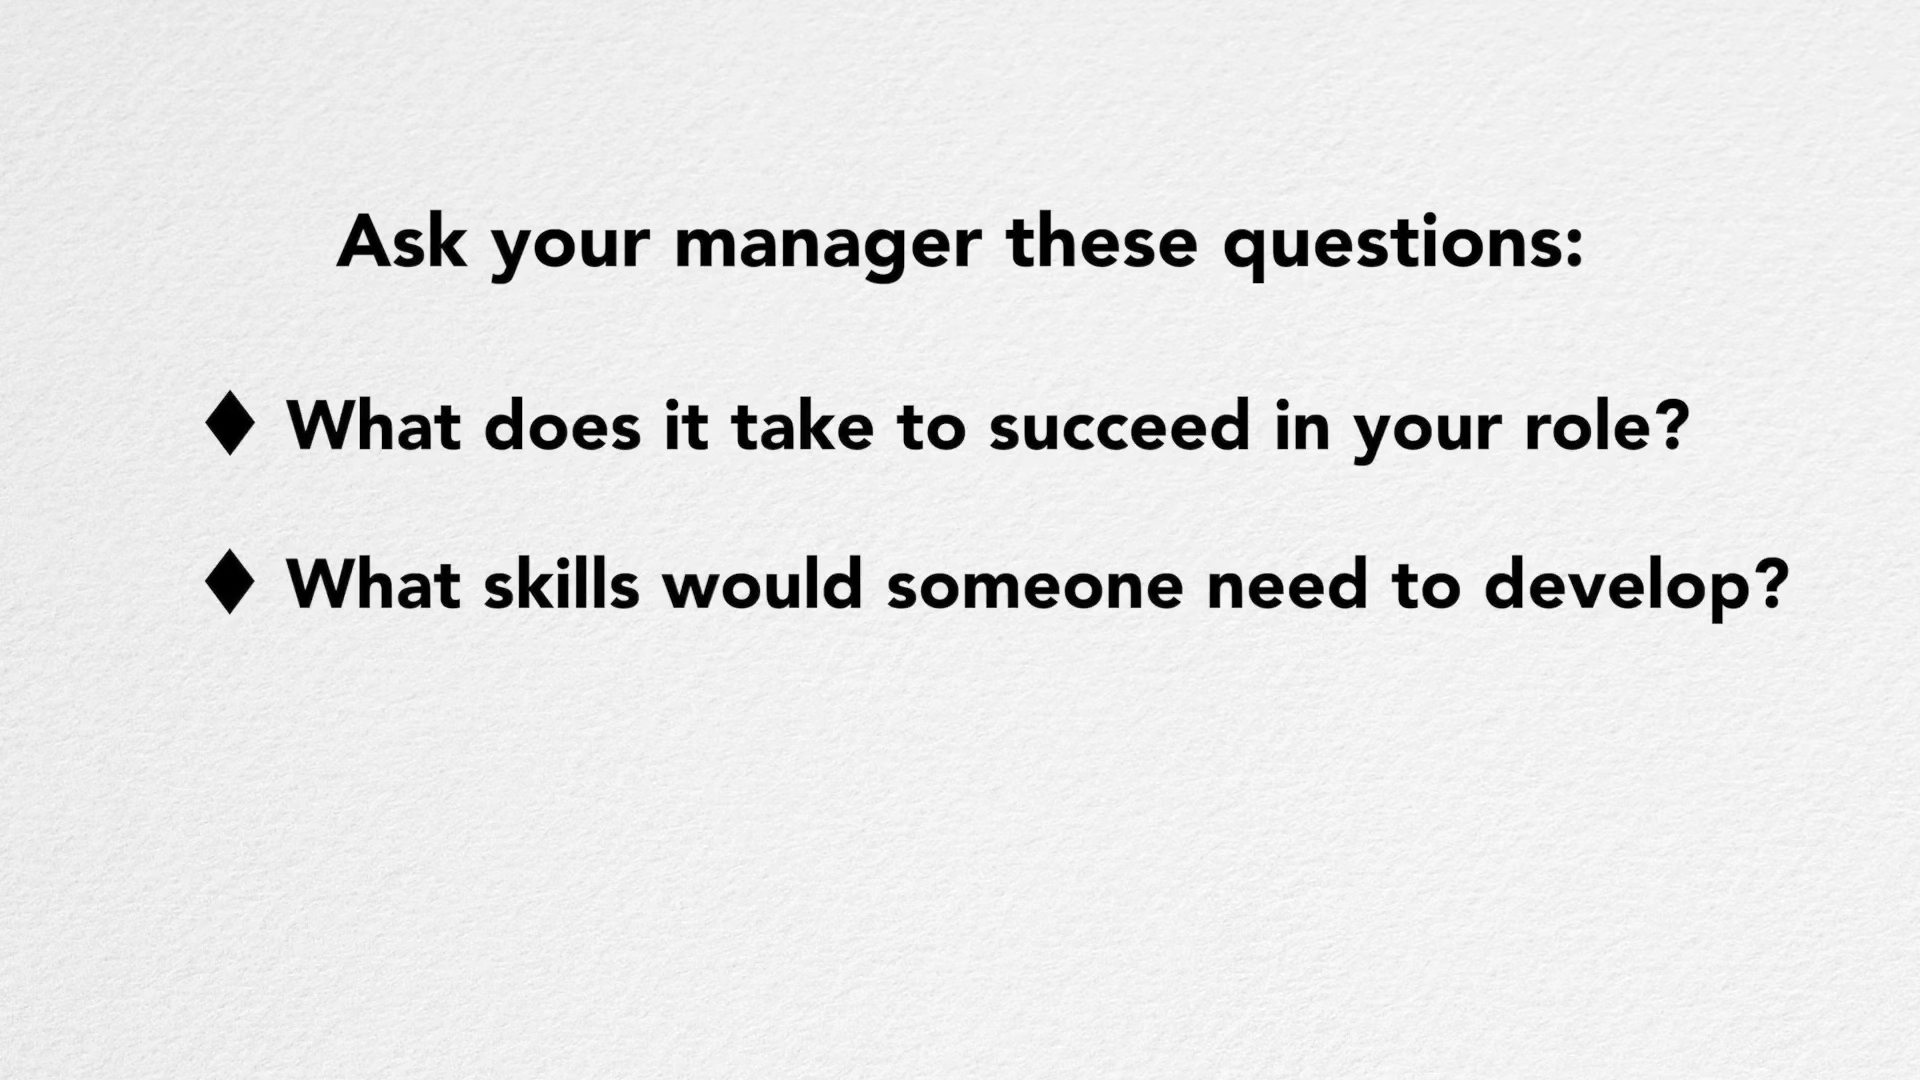 Ask your manager these questions:
♦ What does it take to succeed in your role?
♦ What skills would someone need to develop?